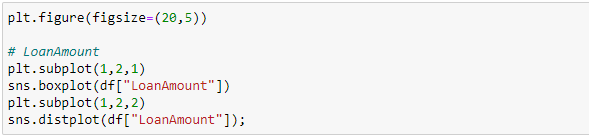 plt.figure(figsize=(20,5))
# LoanAmount
plt.subplot(1,2,1)
sns.boxplot(df["LoanAmount"])
plt.subplot(1,2,2)
sns.distplot(df["LoanAmount"]);